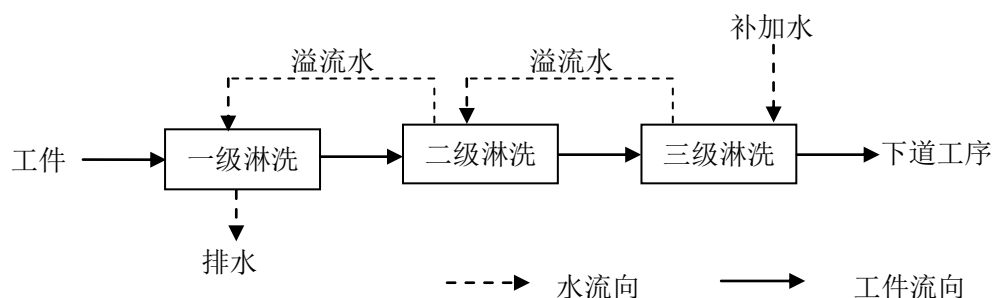 补加水
溢流水
溢流水
工件
一级淋洗
二级淋洗
三级淋洗
下道工序
排水
水流向
工件流向